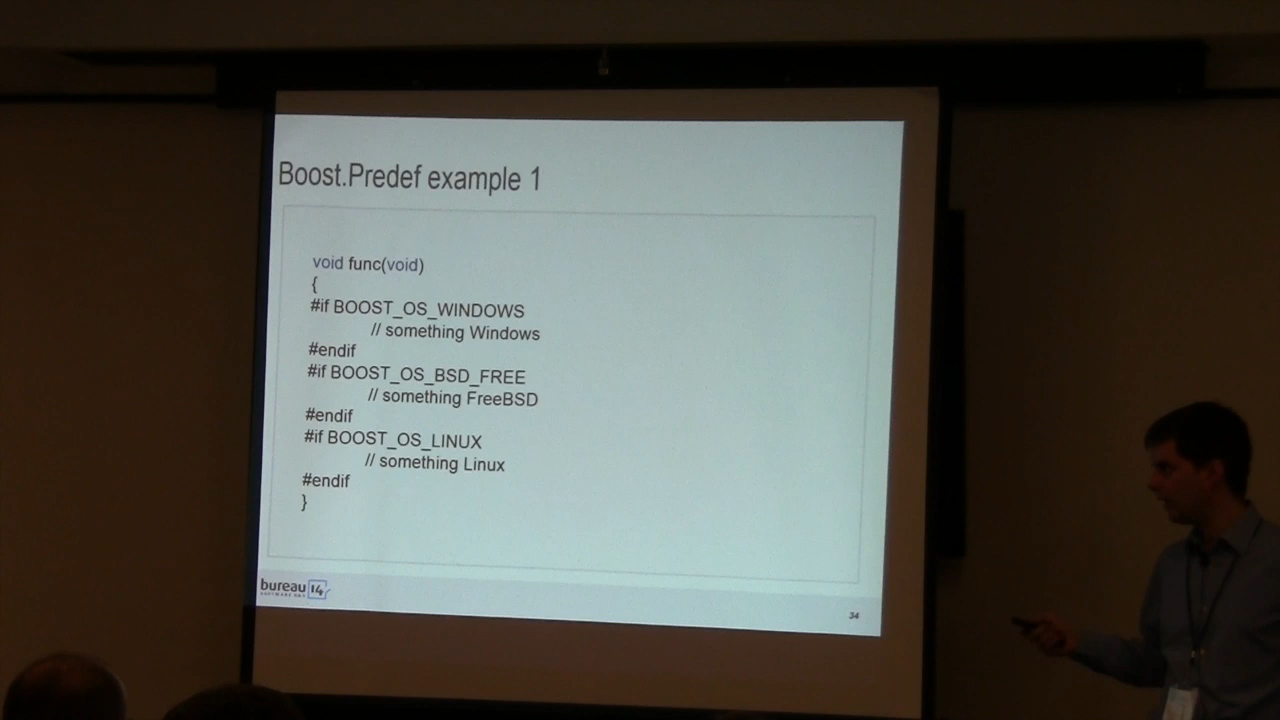 Boost.Predef example 1
void func(void)
{
#if BOOST_OS_WINDOWS
// something Windows
#endif
#if BOOST_OS_BSD_FREE
// something FreeBSD
#endif
#if BOOST_OS_LINUX
// something Linux
#endif
}
bureau 14
34